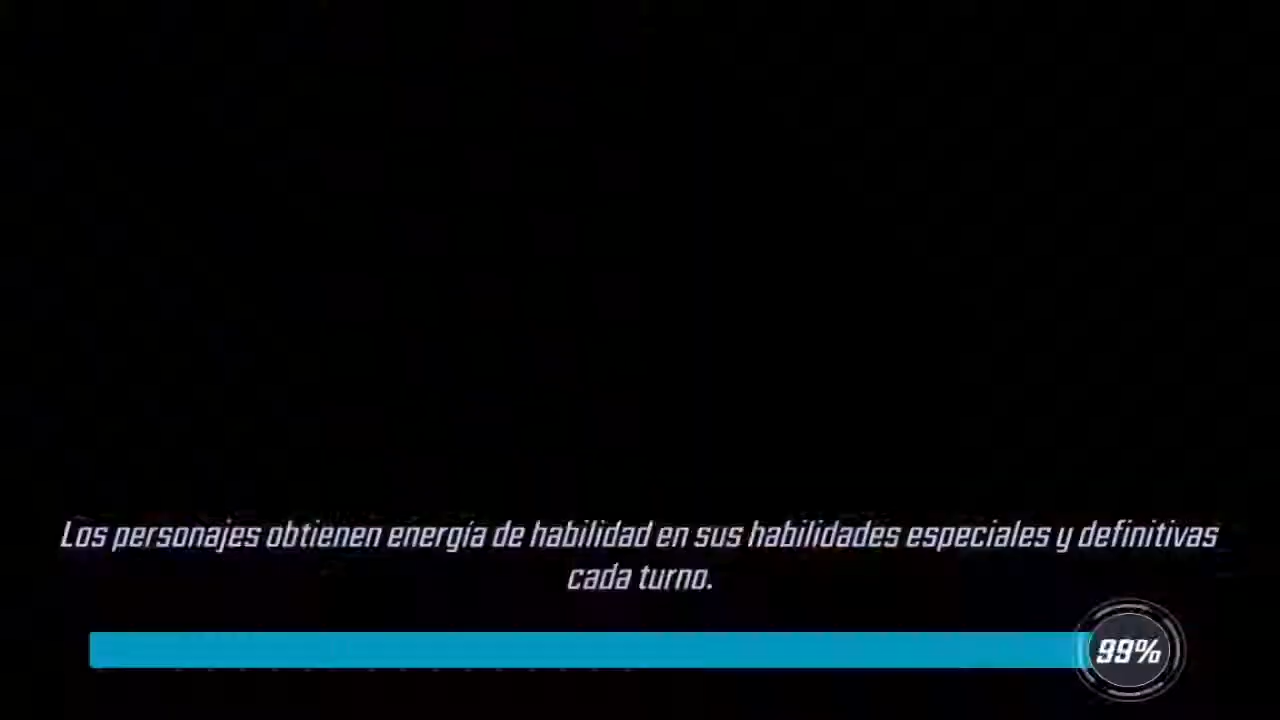 Los personajes obtienen energía de habilidad en sus habilidades especiales y definitivas
cada turno.
99%